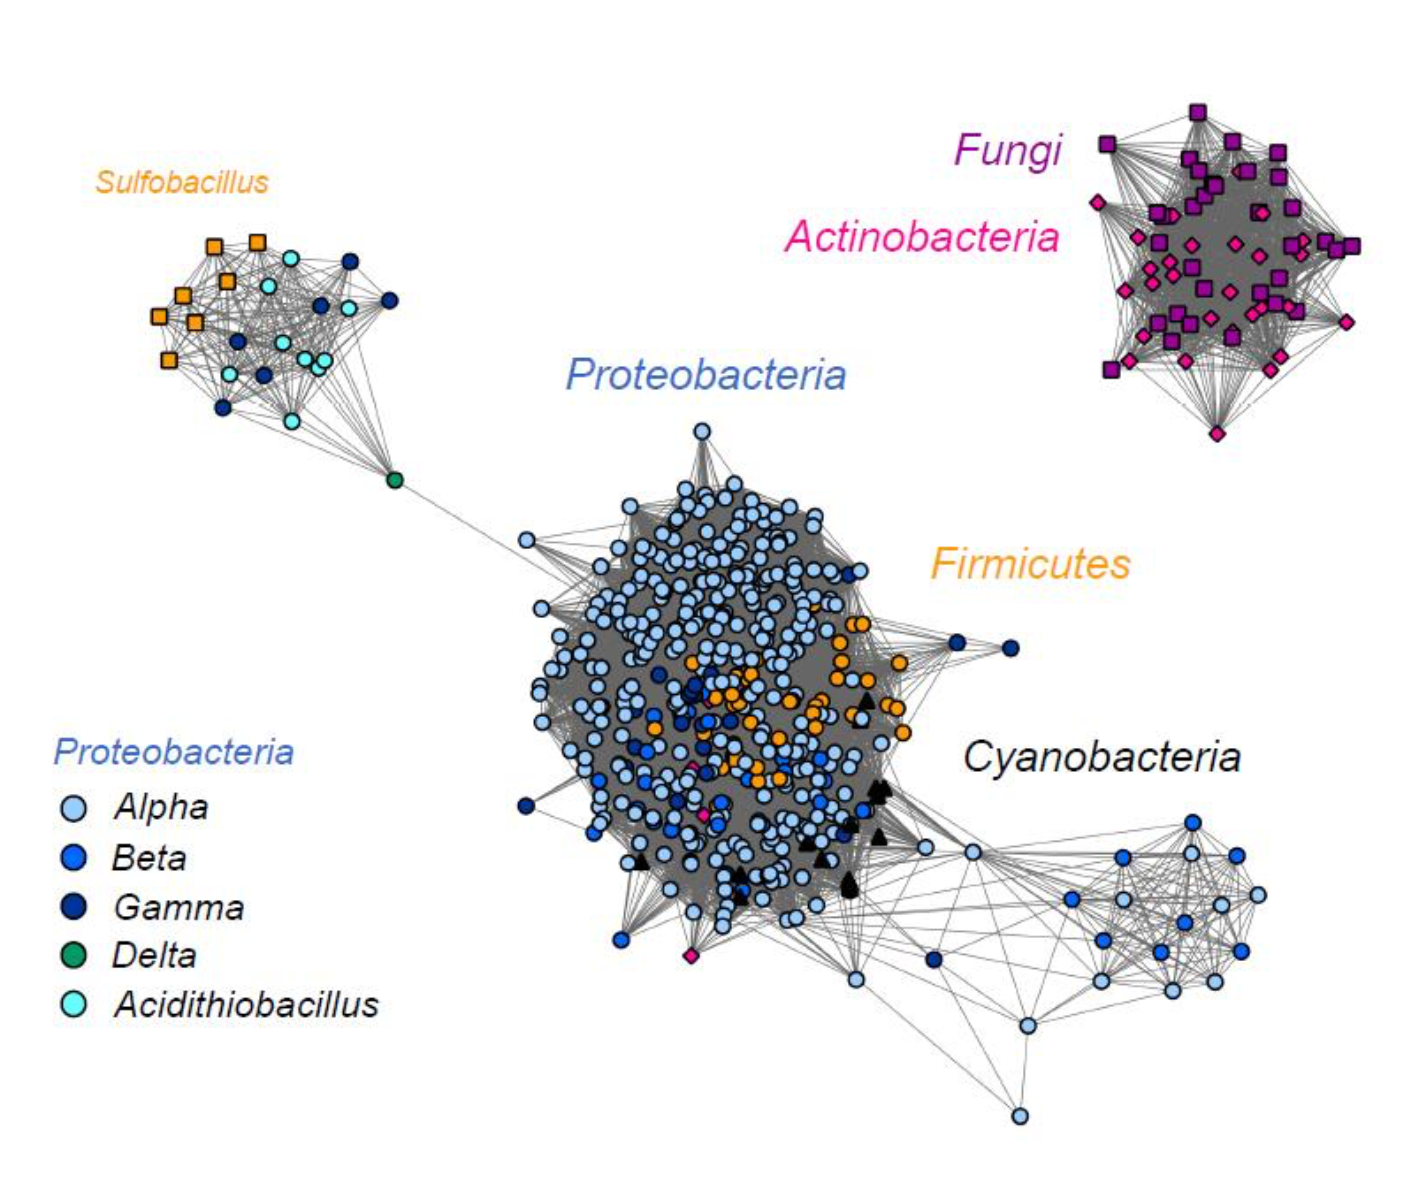 Fungi
Sulfobacillus
Actinobacteria
Proteobacteria
Firmicutes
Cyanobacteria
Proteobacteria
Alpha
Beta
Gamma
Delta
Acidithiobacillus